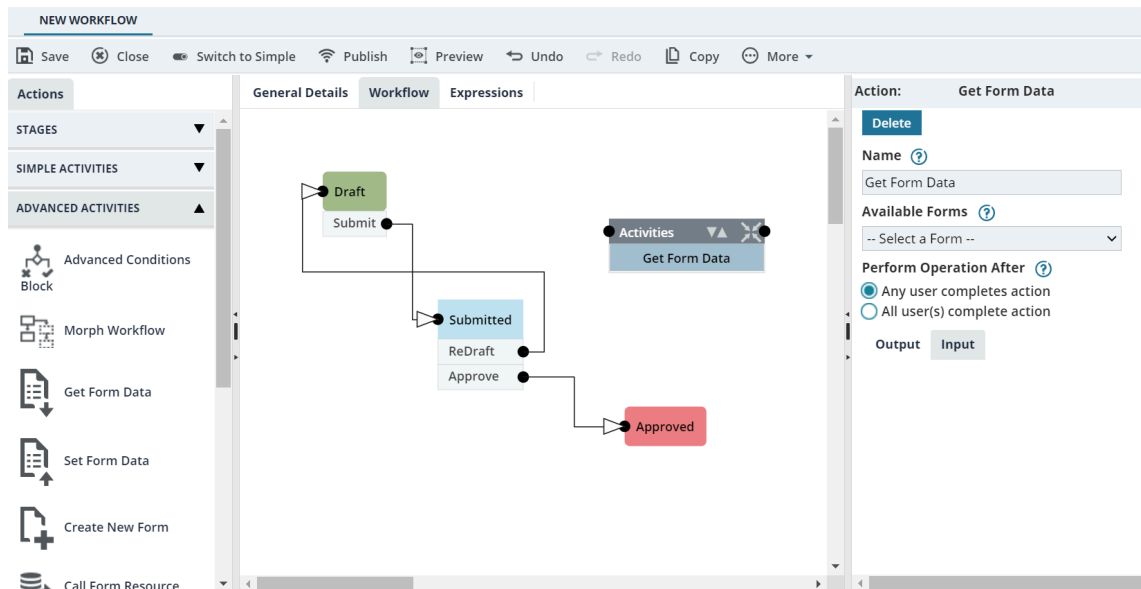 NEW WORKFLOW
Save Close Switch to Simple Publish Preview Undo Redo Copy More
Actions
STAGES
SIMPLE ACTIVITIES
ADVANCED ACTIVITIES
Advanced Conditions
Block
Morph Workflow
Get Form Data
Set Form Data
Create New Form
Call Form Resource
General Details Workflow Expressions
Draft
Submit
Activities
Get Form Data
Submitted
ReDraft
Approve
Approved
Action: Get Form Data
Delete
Name ?
Get Form Data
Available Forms ?
-- Select a Form --
Perform Operation After ?
Any user completes action
All user(s) complete action
Output Input